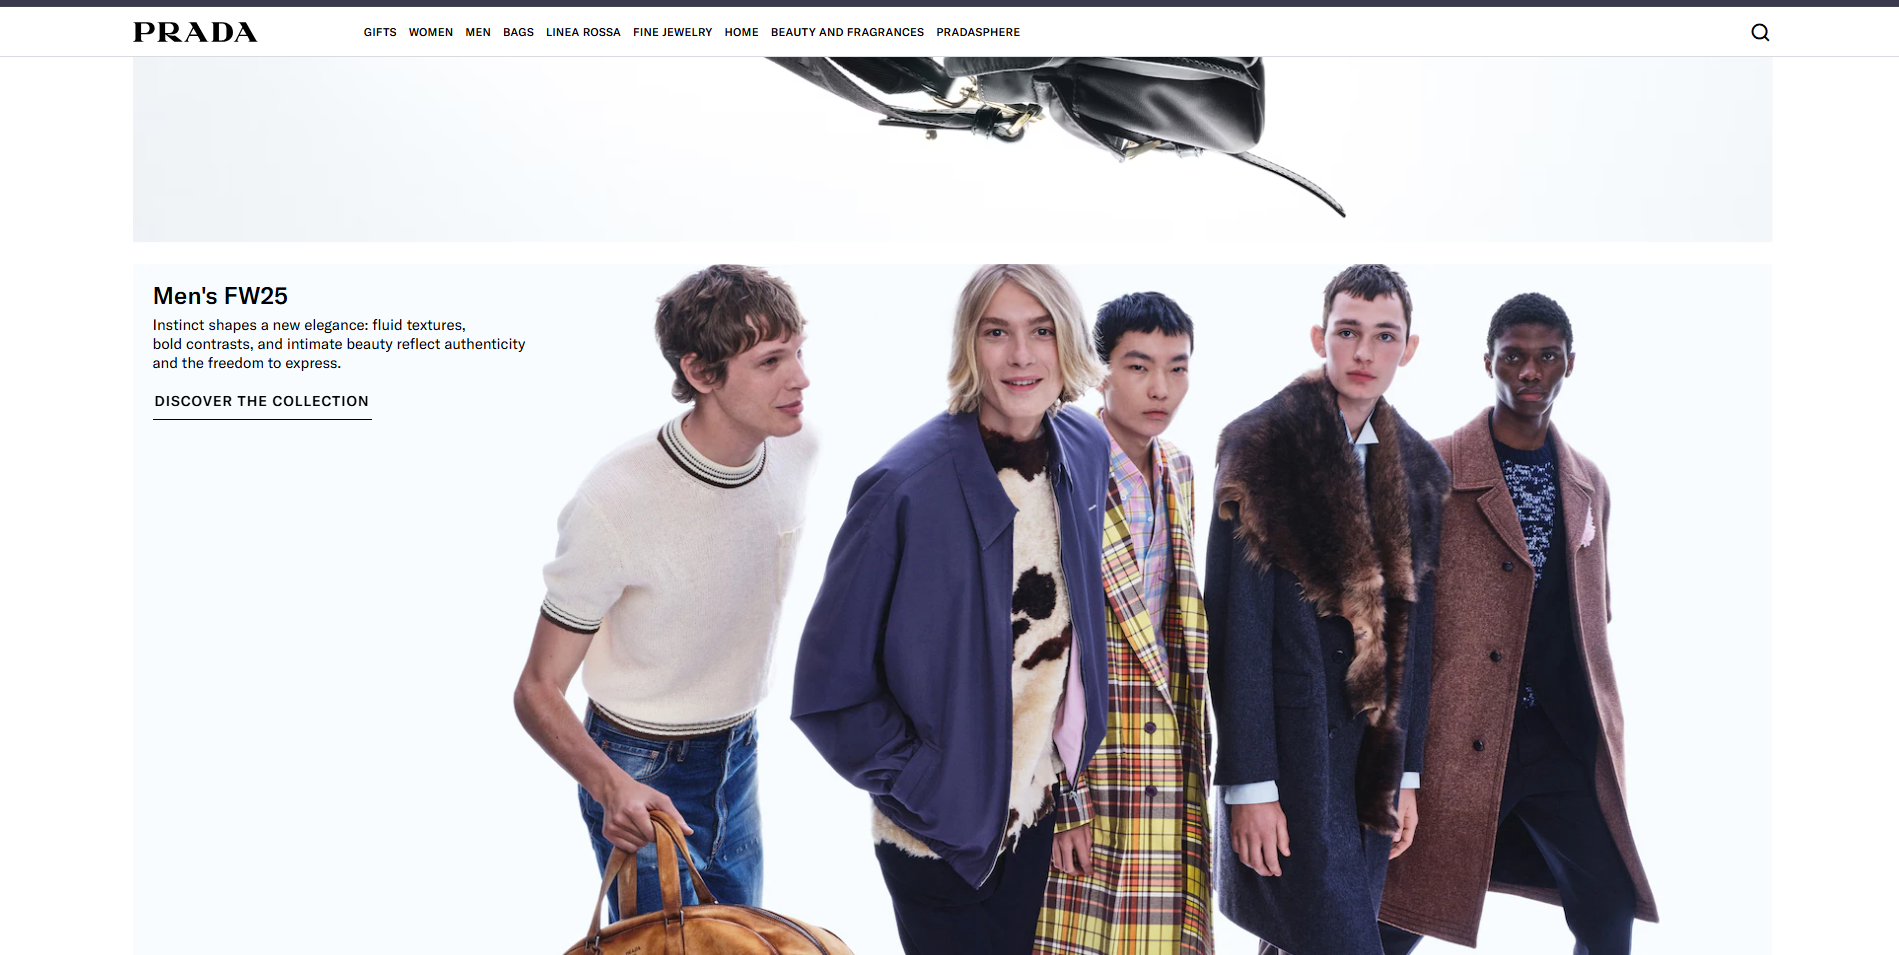 PRADA
GIFTS WOMEN MEN BAGS LINEA ROSSA FINE JEWELRY HOME BEAUTY AND FRAGRANCES PRADASPHERE
Men's FW25
Instinct shapes a new elegance: fluid textures,
bold contrasts, and intimate beauty reflect authenticity
and the freedom to express.
DISCOVER THE COLLECTION